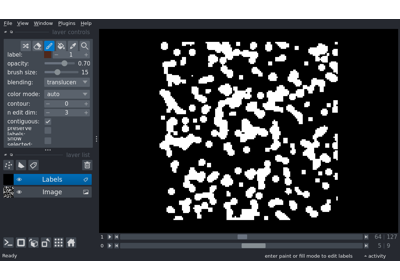 File View Window Plugins Help
layer controls
label: 1
opacity: 0.70
brush size: 15
blending: translucen
color mode: auto
contour: 0
n edit dim: 3
contiguous: ✓
preserve
labels:
show
selected:
layer list
Labels
Image
1 64 | 127
0 5 | 9
Ready enter paint or fill mode to edit labels activity